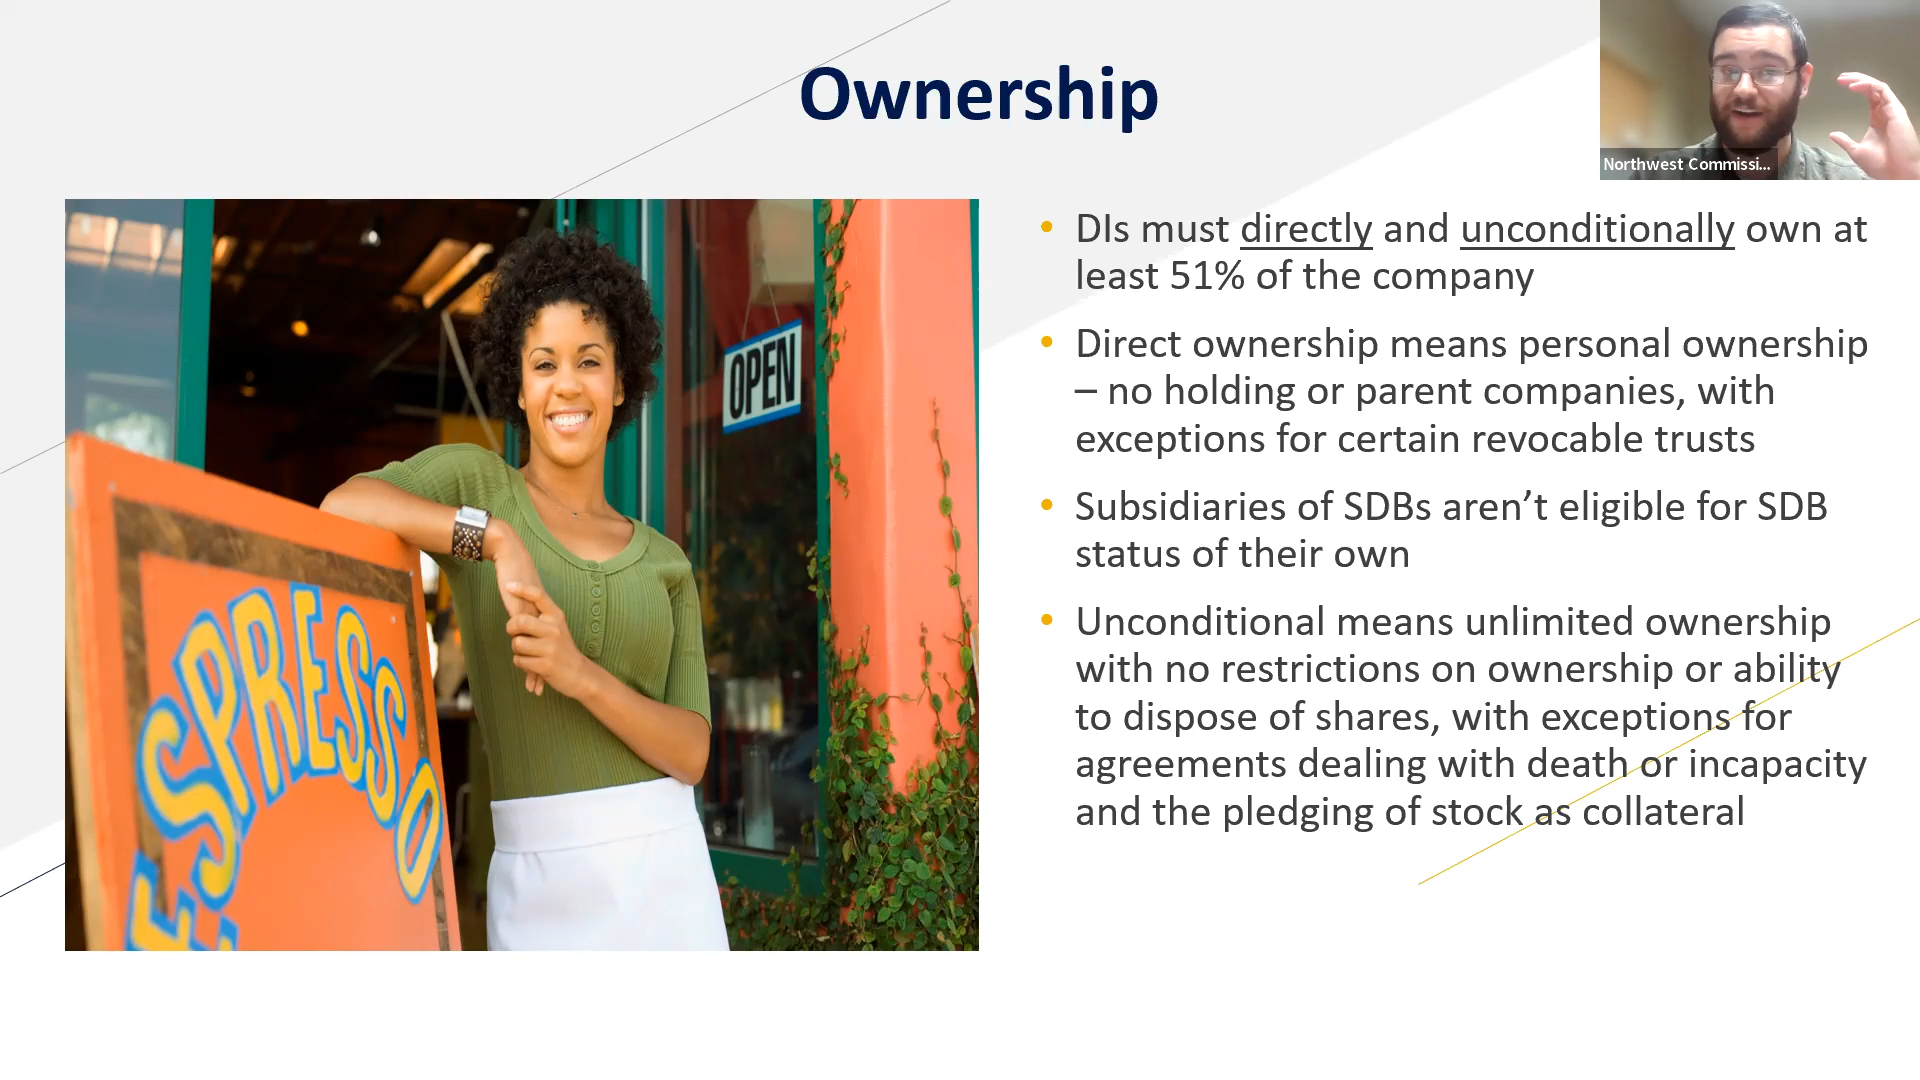 Ownership
Northwest Commissi...
• DIs must directly and unconditionally own at
least 51% of the company
• Direct ownership means personal ownership
– no holding or parent companies, with
exceptions for certain revocable trusts
• Subsidiaries of SDBs aren’t eligible for SDB
status of their own
• Unconditional means unlimited ownership
with no restrictions on ownership or ability
to dispose of shares, with exceptions for
agreements dealing with death or incapacity
and the pledging of stock as collateral
OPEN
ESPRESSO